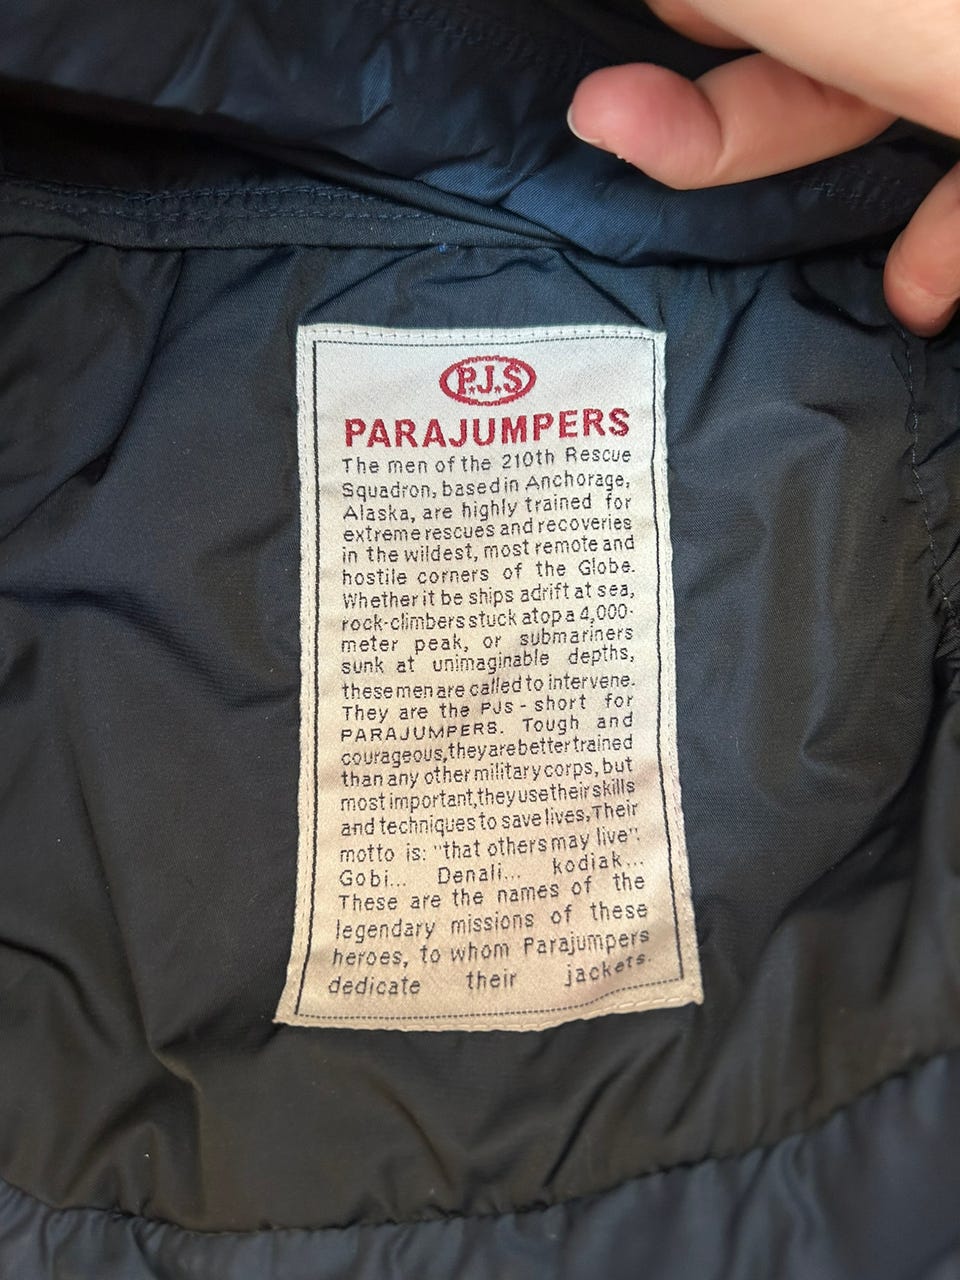 P.J.S
PARAJUMPERS
The men of the 210th Rescue
Squadron, based in Anchorage,
Alaska, are highly trained for
extreme rescues and recoveries
in the wildest, most remote and
hostile corners of the Globe.
Whether it be ships adrift at sea,
rock-climbers stuck atop a 4,000-
meter peak, or submariners
sunk at unimaginable depths,
these men are called to intervene.
They are the PJs - short for
PARAJUMPERS. Tough and
courageous, they are better trained
than any other military corps, but
most important, they use their skills
and techniques to save lives, Their
motto is: "that others may live".
Gobi... Denali... kodiak...
These are the names of the
legendary missions of these
heroes, to whom Parajumpers
dedicate their jackets.